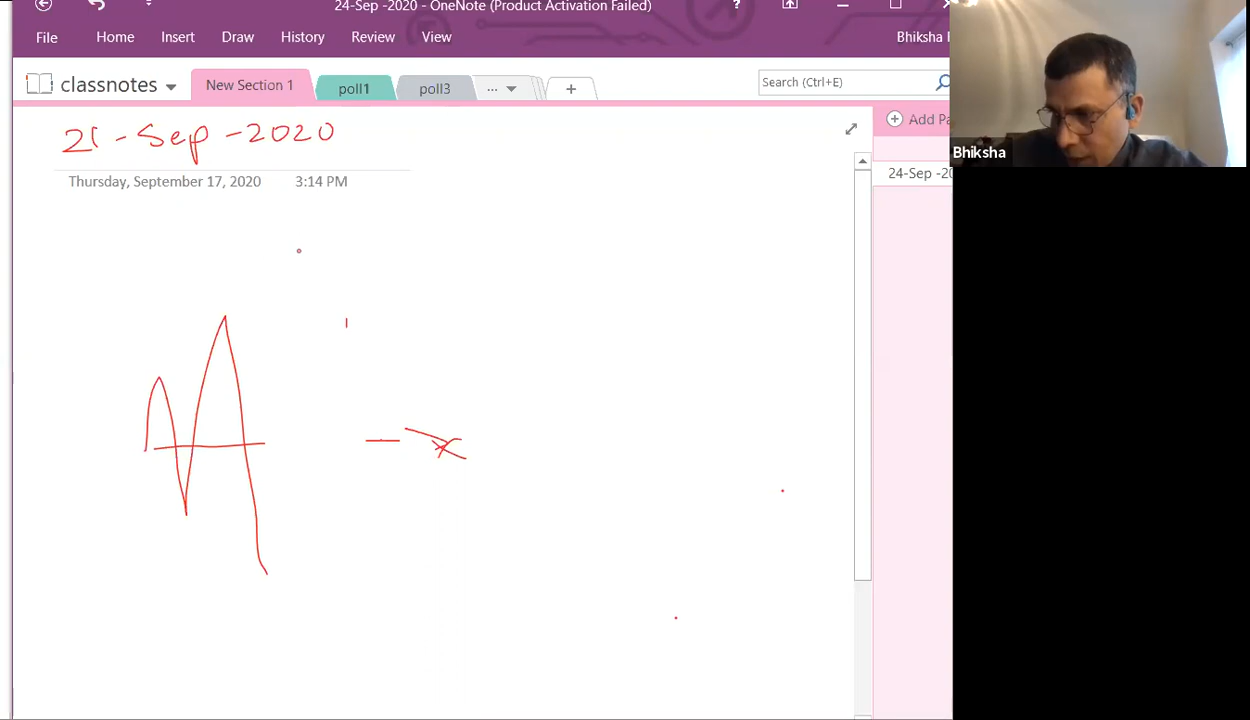 24-Sep -2020 - OneNote (Product Activation Failed)
?
File Home Insert Draw History Review View Bhiksha
classnotes New Section 1 poll1 poll3 ... + Search (Ctrl+E)
21-Sep-2020
Add Pa
Thursday, September 17, 2020 3:14 PM
24-Sep -20
Bhiksha